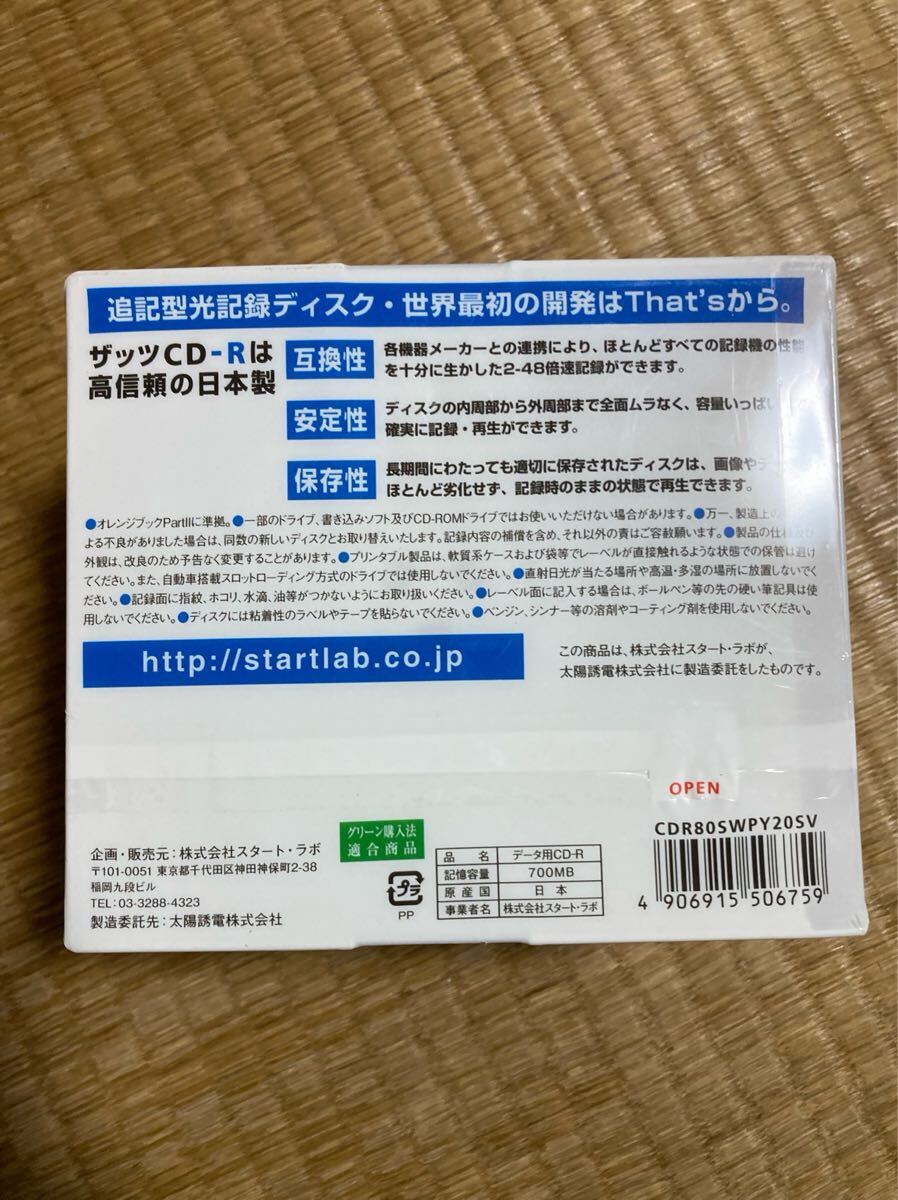 追記型光記録ディスク・世界最初の開発はThat'sから。
ザッツCD-Rは
高信頼の日本製
互換性
各機器メーカーとの連携により、ほとんどすべての記録機の性能
を十分に生かした2-48倍速記録ができます。
安定性
ディスクの内周部から外周部まで全面ムラなく、容量いっぱい
確実に記録・再生ができます。
保存性
長期間にわたっても適切に保存されたディスクは、画像や
ほとんど劣化せず、記録時のままの状態で再生できます。
●オレンジブックPartIIに準拠。●一部のドライブ、書き込みソフト及びCD-ROMドライブではお使いいただけない場合があります。●万一、製造上の
よる不良がありました場合は、同数の新しいディスクとお取り替えいたします。記録内容の補償を含め、それ以外の責はご容赦願います。●製品の仕様及び
外観は、改良のため予告なく変更することがあります。●プリンタブル製品は、軟質系ケースおよび袋等でレーベルが直接触れるような状態での保管は避け
てください。また、自動車搭載スロットローディング方式のドライブでは使用しないでください。●直射日光が当たる場所や高温・多湿の場所に放置しないでく
ださい。●記録面に指紋、ホコリ、水滴、油等がつかないようにお取り扱いください。●レーベル面に記入する場合は、ボールペン等の先の硬い筆記具は使
用しないでください。●ディスクには粘着性のラベルやテープを貼らないでください。●ベンジン、シンナー等の溶剤やコーティング剤を使用しないでください。
http://startlab.co.jp
この商品は、株式会社スタート・ラボが、
太陽誘電株式会社に製造委託をしたものです。
OPEN
CDR80SWPY20SV
4 906915 506759
グリーン購入法
適合商品
プラ
PP
品名 データ用CD-R
記憶容量 700MB
原産国 日本
事業者名 株式会社スタート・ラボ
企画・販売元：株式会社スタート・ラボ
〒101-0051 東京都千代田区神田神保町2-38
稲岡九段ビル
TEL：03-3288-4323
製造委託先：太陽誘電株式会社